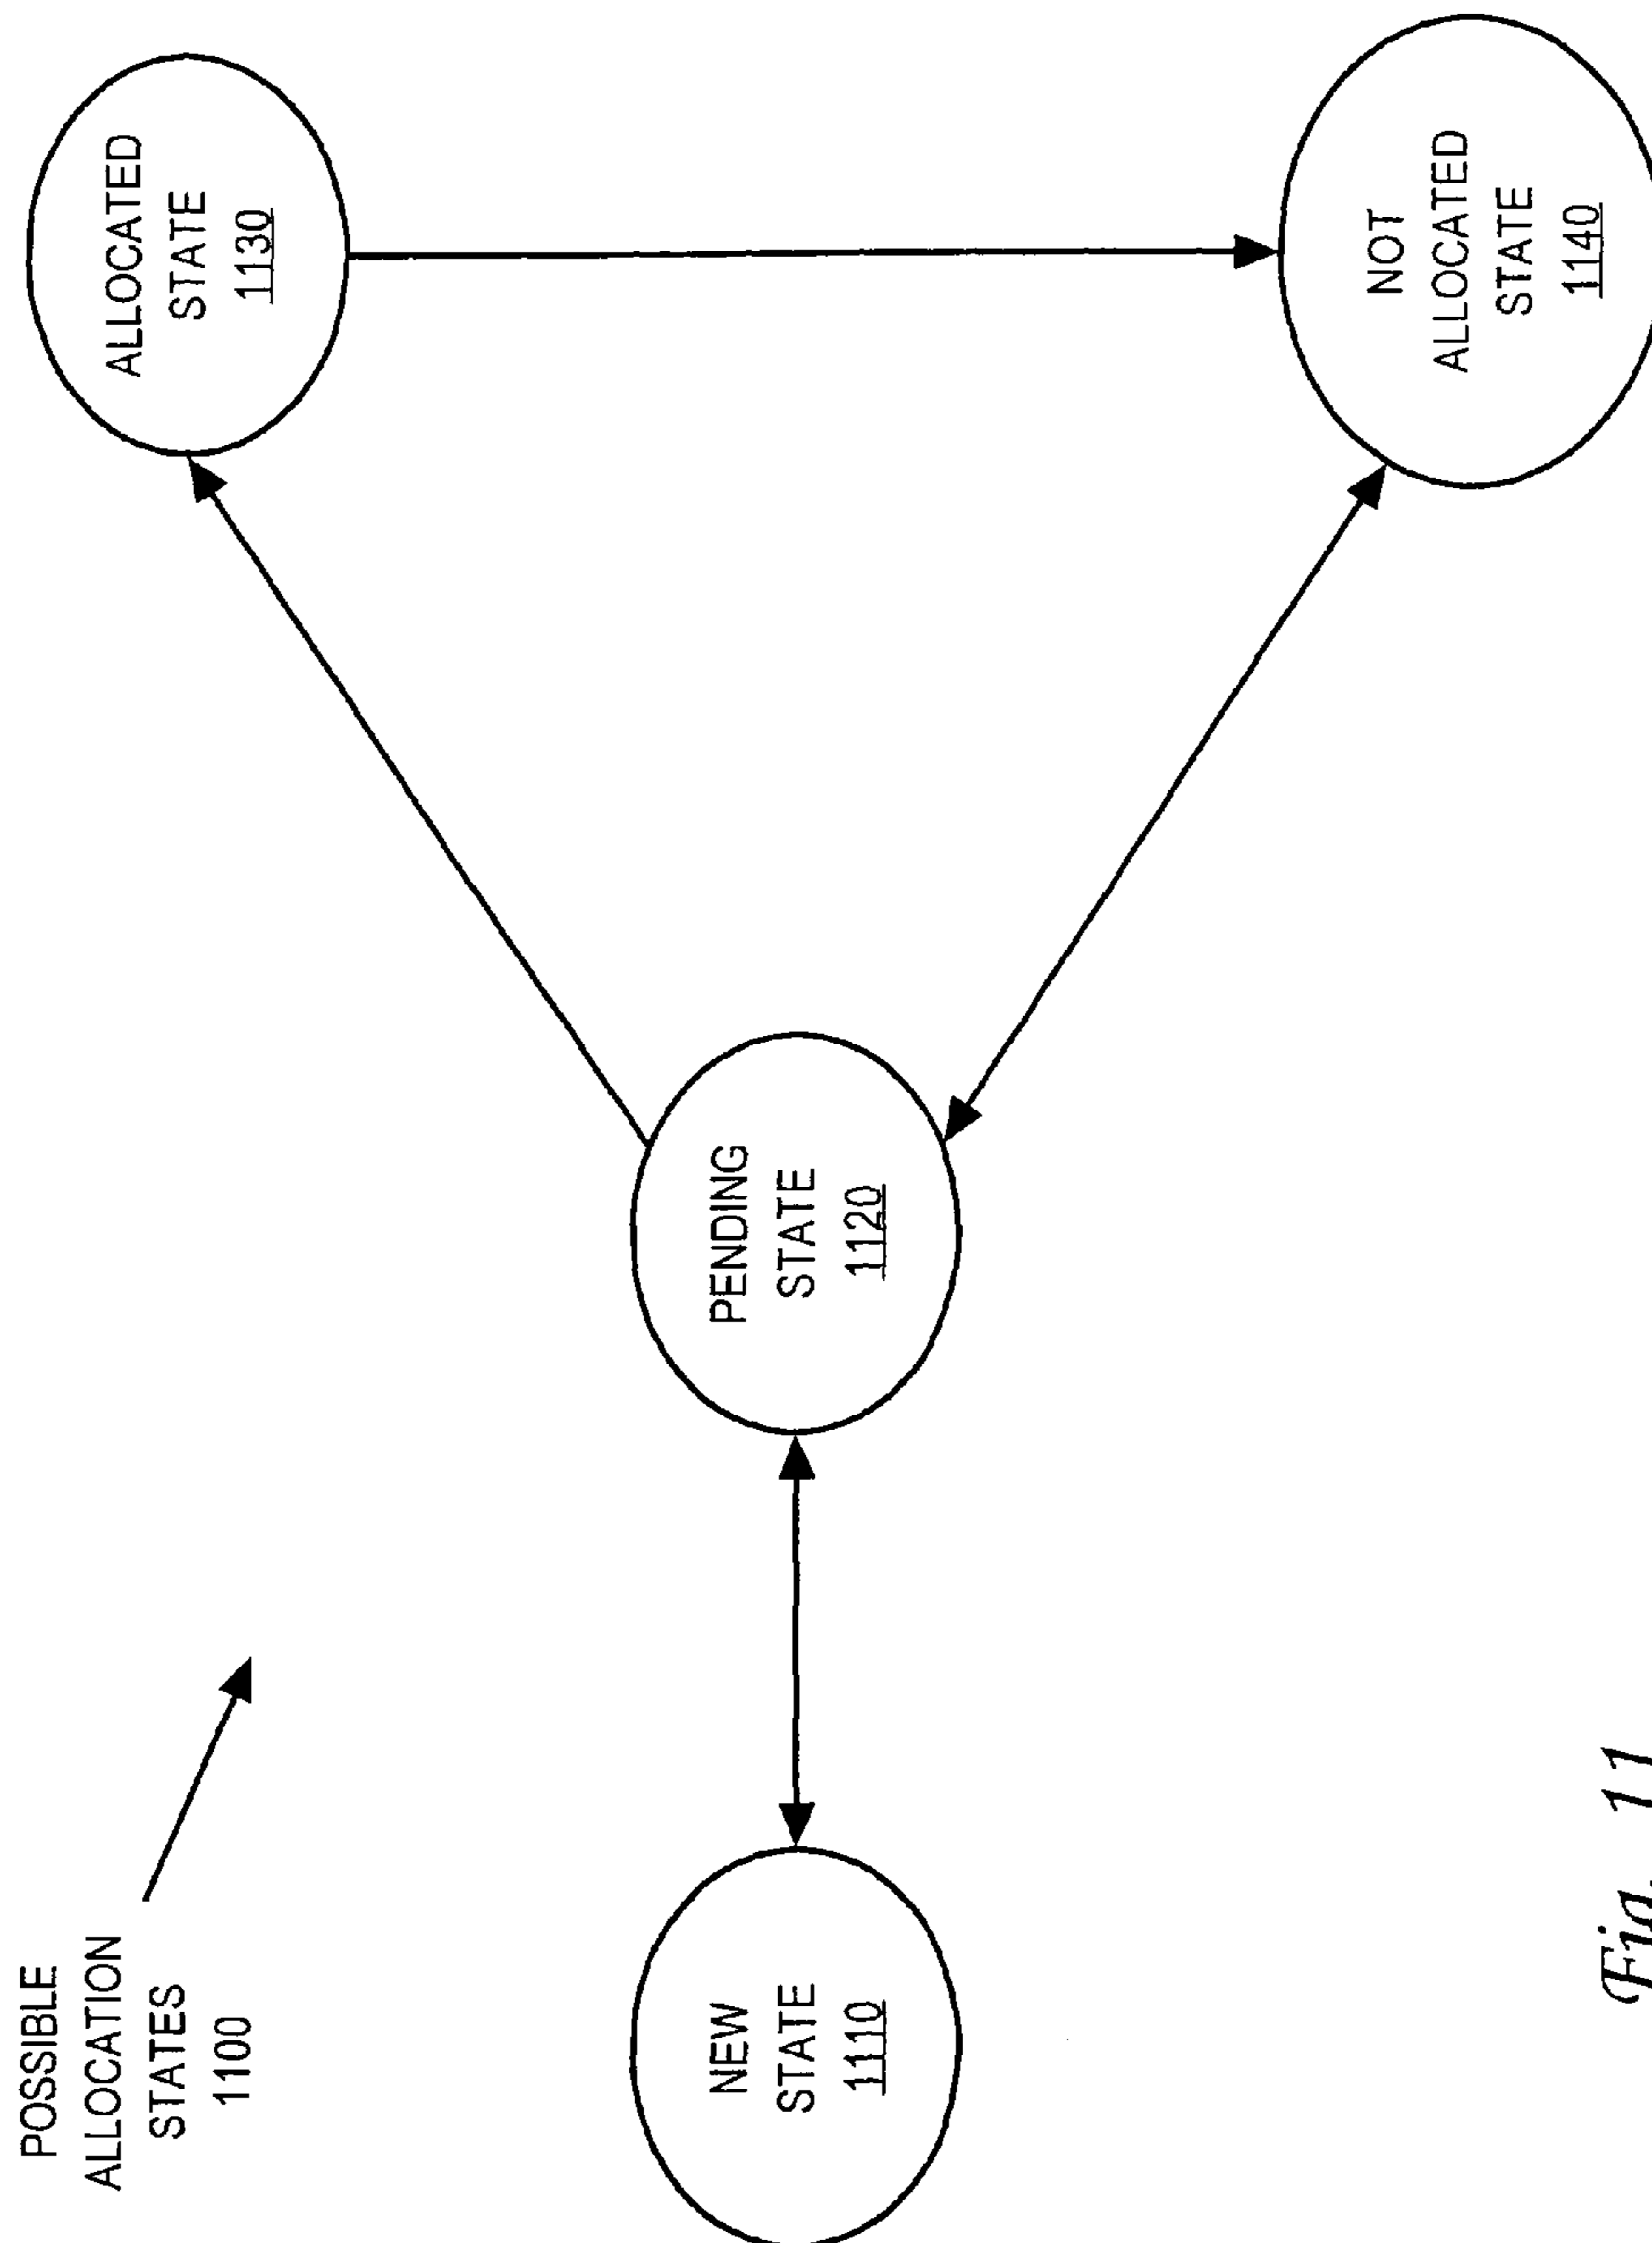 POSSIBLE
ALLOCATION
STATES
1100
NEW
STATE
1110
PENDING
STATE
1120
ALLOCATED
STATE
1130
NOT
ALLOCATED
STATE
1140
Fig. 11